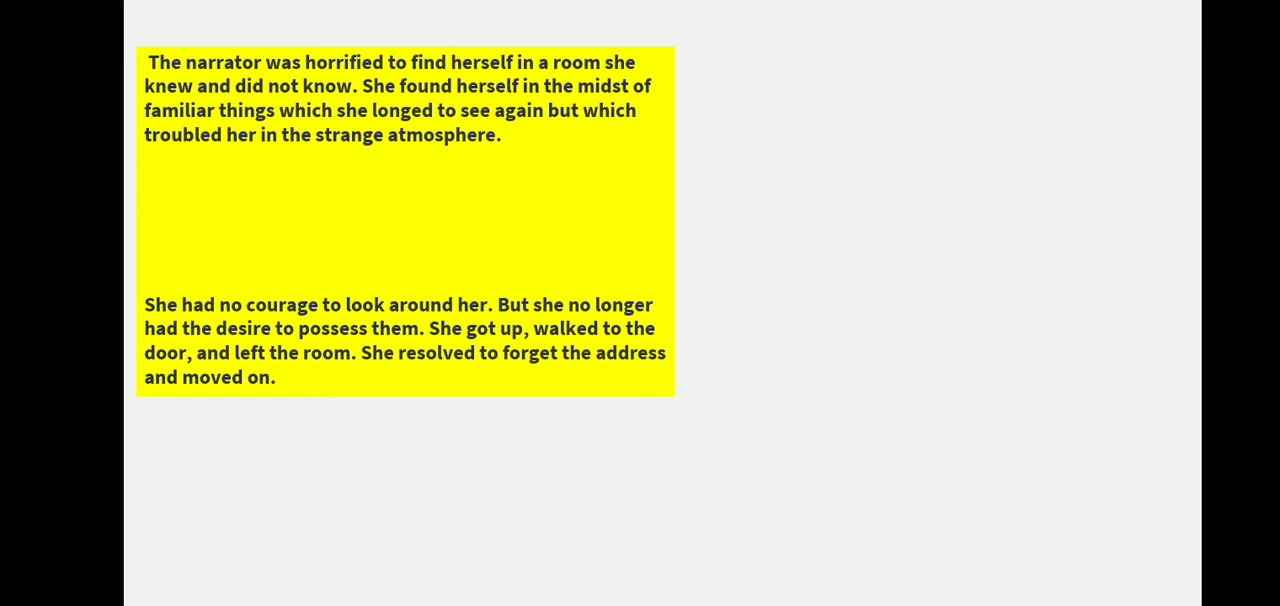 The narrator was horrified to find herself in a room she
knew and did not know. She found herself in the midst of
familiar things which she longed to see again but which
troubled her in the strange atmosphere.
She had no courage to look around her. But she no longer
had the desire to possess them. She got up, walked to the
door, and left the room. She resolved to forget the address
and moved on.